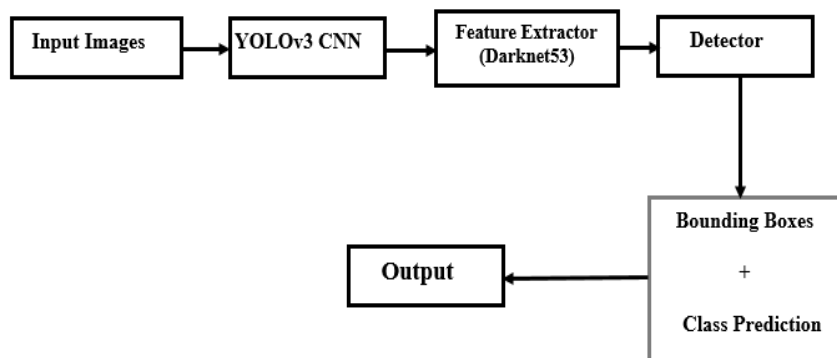 Input Images
YOLOv3 CNN
Feature Extractor
(Darknet53)
Detector
Bounding Boxes
+
Class Prediction
Output